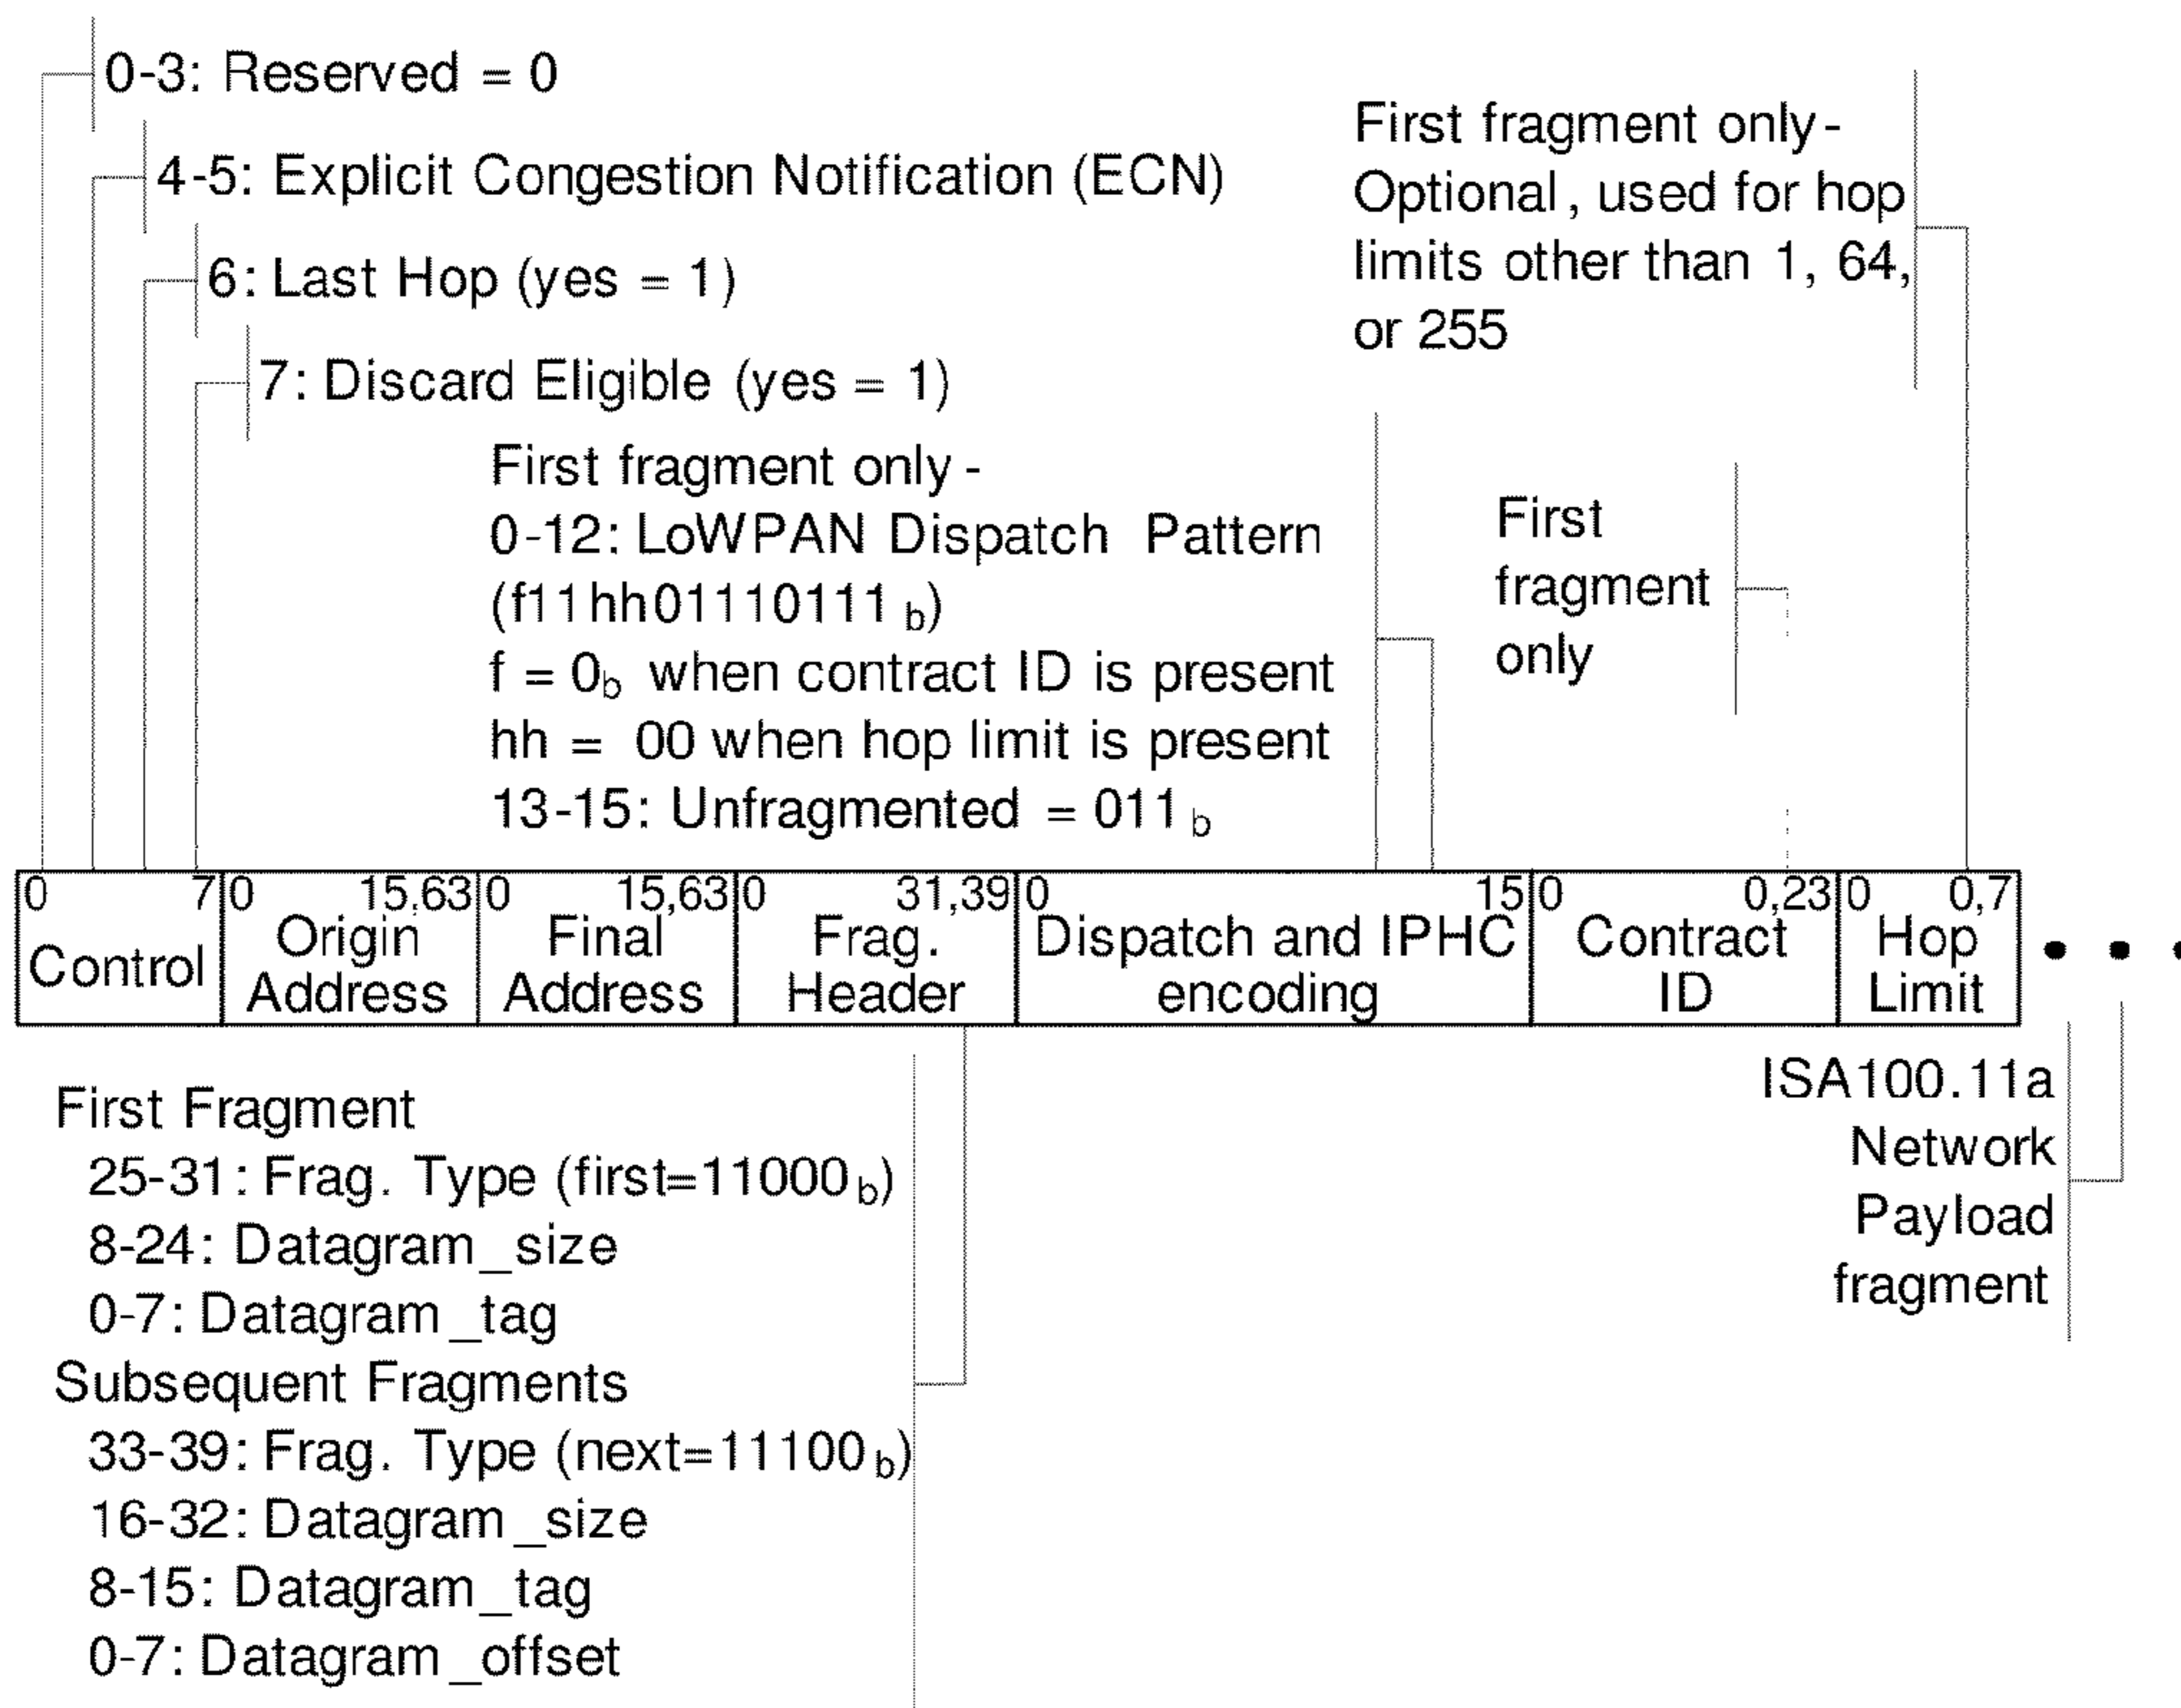 0-3: Reserved = 0
4-5: Explicit Congestion Notification (ECN)
6: Last Hop (yes = 1)
7: Discard Eligible (yes = 1)
First fragment only -
Optional, used for hop
limits other than 1, 64,
or 255
First fragment only -
0-12: LoWPAN Dispatch Pattern
(f11hh01110111 b)
f = 0b when contract ID is present
hh = 00 when hop limit is present
13-15: Unfragmented = 011 b
First
fragment
only
0 7 0 15,63 0 15,63 0 31,39 0 15 0 0,23 0 0,7
Control
Origin
Address
Final
Address
Frag.
Header
Dispatch and IPHC
encoding
Contract
ID
Hop
Limit
• • •
First Fragment
25-31: Frag. Type (first=11000 b)
8-24: Datagram_size
0-7: Datagram_tag
Subsequent Fragments
33-39: Frag. Type (next=11100 b)
16-32: Datagram_size
8-15: Datagram_tag
0-7: Datagram_offset
ISA100.11a
Network
Payload
fragment